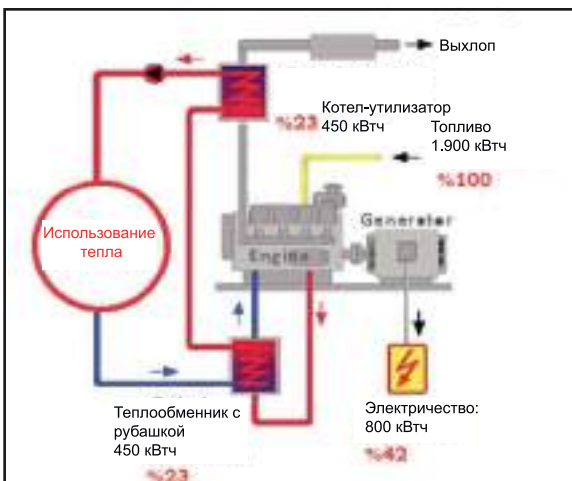 Выхлоп
Котел-утилизатор
%23 450 кВтч
Топливо
1.900 кВтч
%100
Использование
тепла
Generator
Engine
Теплообменник с
рубашкой
450 кВтч
%23
Электричество:
800 кВтч
%42